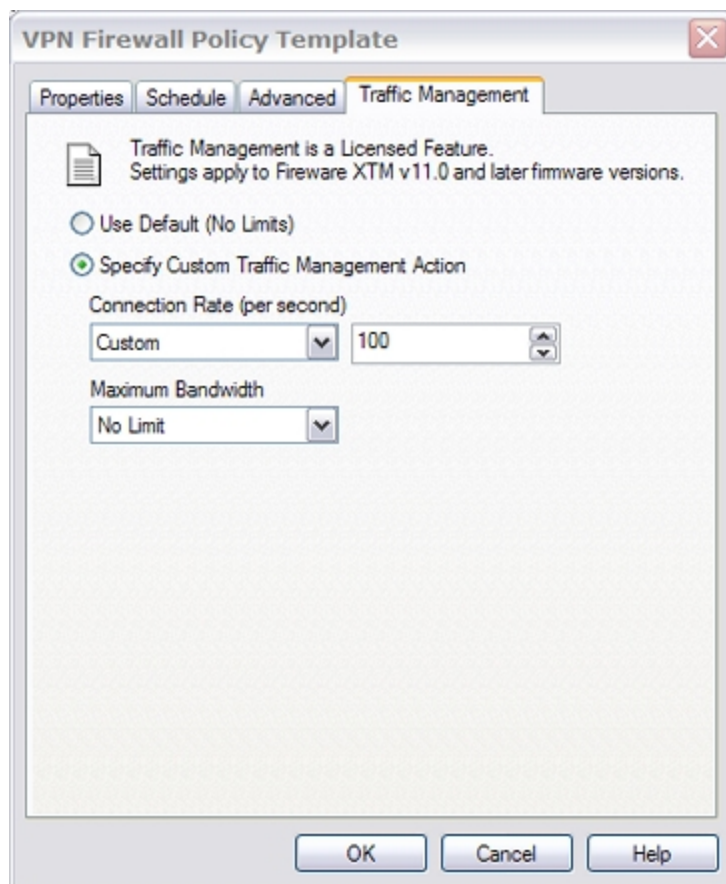 VPN Firewall Policy Template
Properties Schedule Advanced Traffic Management
Traffic Management is a Licensed Feature.
Settings apply to Fireware XTM v11.0 and later firmware versions.
Use Default (No Limits)
Specify Custom Traffic Management Action
Connection Rate (per second)
Custom 100
Maximum Bandwidth
No Limit
OK Cancel Help